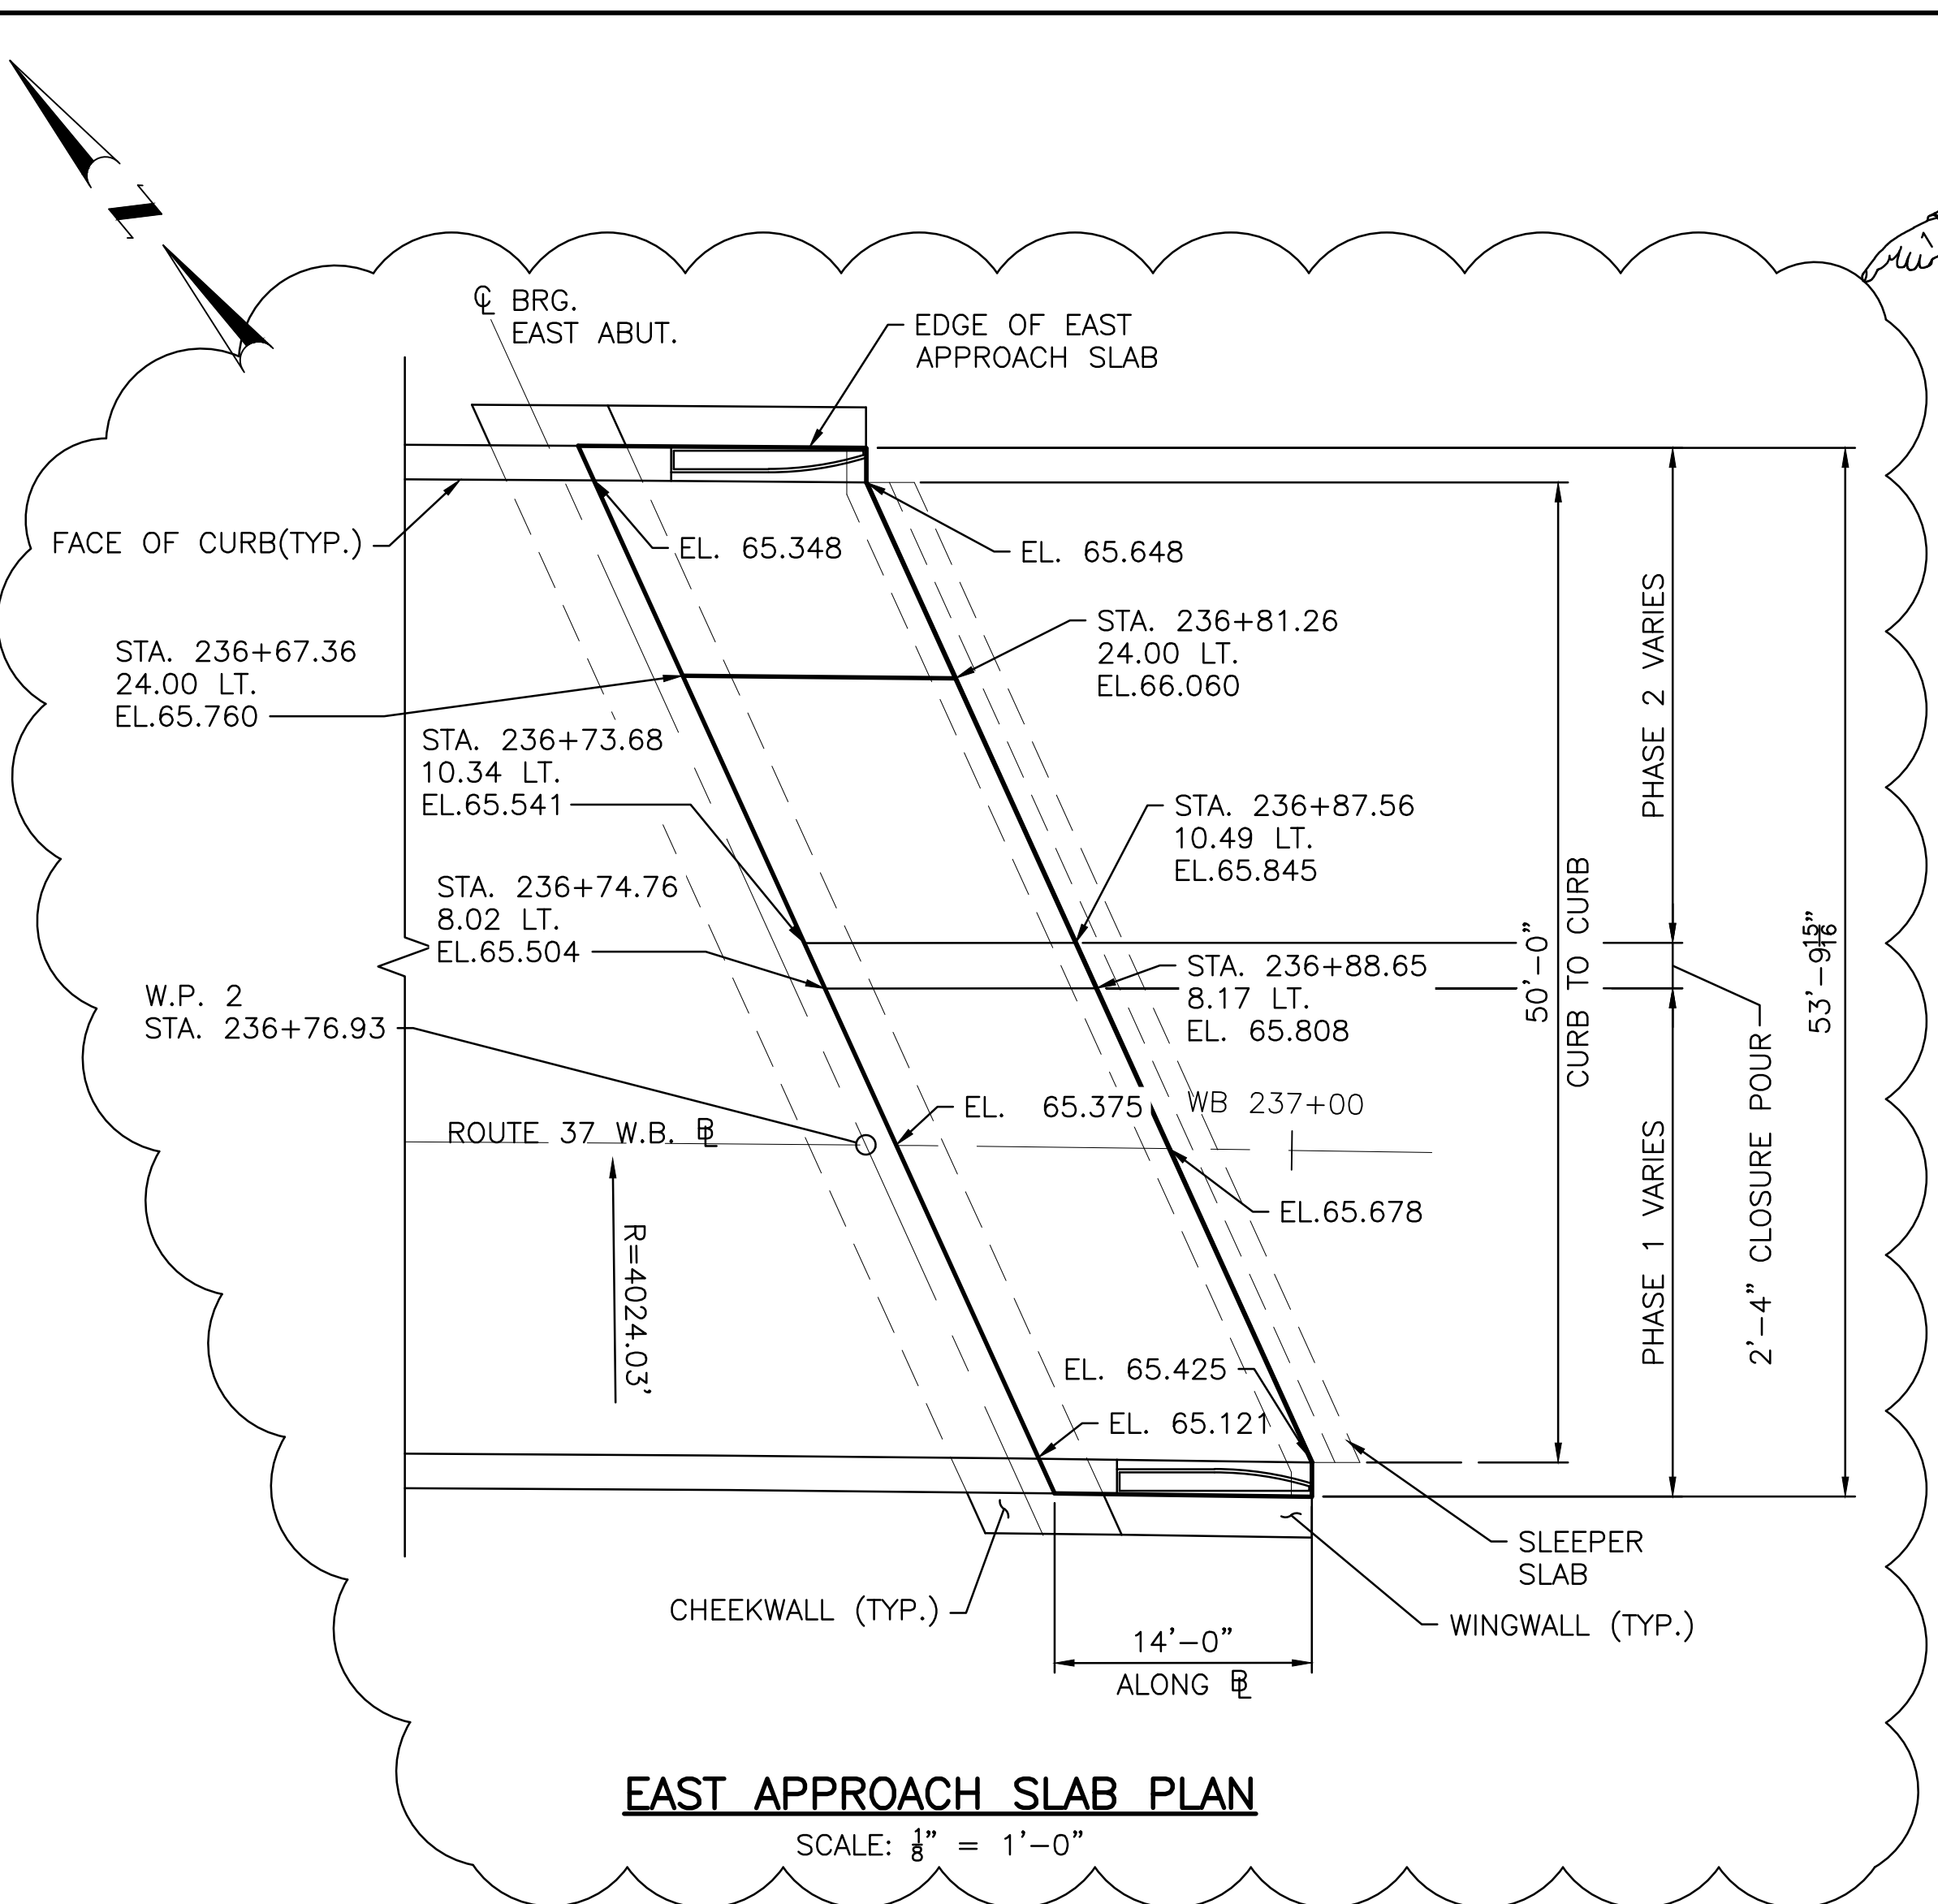 ℄ BRG.
EAST ABUT.
EDGE OF EAST
APPROACH SLAB
FACE OF CURB(TYP.)
EL. 65.348
EL. 65.648
STA. 236+67.36
24.00 LT.
EL.65.760
STA. 236+81.26
24.00 LT.
EL.66.060
STA. 236+73.68
10.34 LT.
EL.65.541
STA. 236+87.56
10.49 LT.
EL.65.845
STA. 236+74.76
8.02 LT.
EL.65.504
STA. 236+88.65
8.17 LT.
EL. 65.808
W.P. 2
STA. 236+76.93
EL. 65.375
WB 237+00
ROUTE 37 W.B. BL
EL.65.678
R=4024.03'
EL. 65.425
EL. 65.121
50'-0"
CURB TO CURB
PHASE 2 VARIES
PHASE 1 VARIES
2'-4" CLOSURE POUR
53'-9 15/16"
SLEEPER
SLAB
CHEEKWALL (TYP.)
WINGWALL (TYP.)
14'-0"
ALONG BL
EAST APPROACH SLAB PLAN
SCALE: 1/8" = 1'-0"